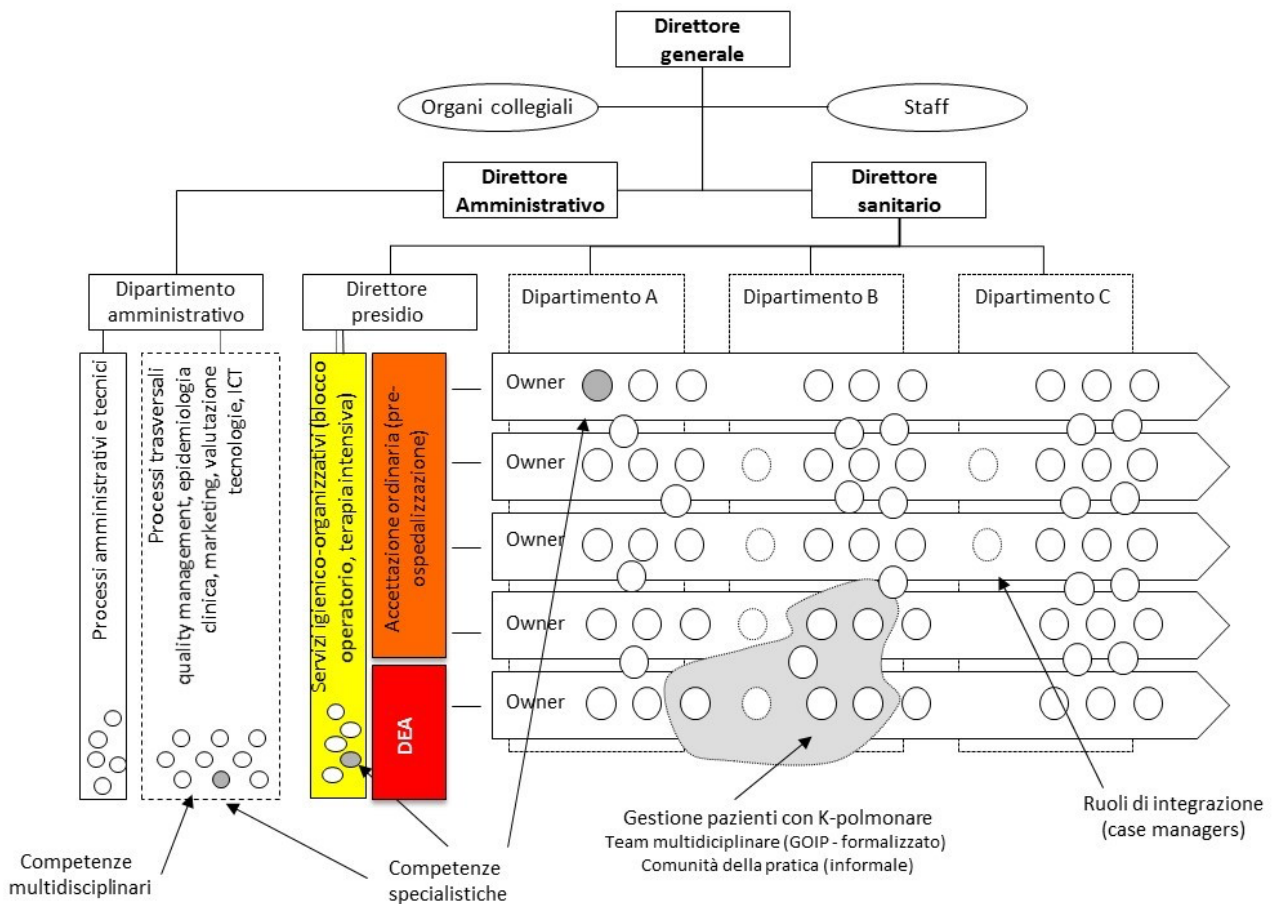 Direttore
generale
Organi collegiali
Staff
Direttore
Amministrativo
Direttore
sanitario
Dipartimento
amministrativo
Direttore
presidio
Dipartimento A
Dipartimento B
Dipartimento C
Processi amministrativi e tecnici
Processi trasversali
quality management, epidemiologia
clinica, marketing, valutazione
tecnologie, ICT
Servizi igienico-organizzativi (blocco
operatorio, terapia intensiva)
Accettazione ordinaria (pre-
ospedalizzazione)
DEA
Owner
Owner
Owner
Owner
Owner
Gestione pazienti con K-polmonare
Team multidiciplinare (GOIP - formalizzato)
Comunità della pratica (informale)
Ruoli di integrazione
(case managers)
Competenze
multidisciplinari
Competenze
specialistiche